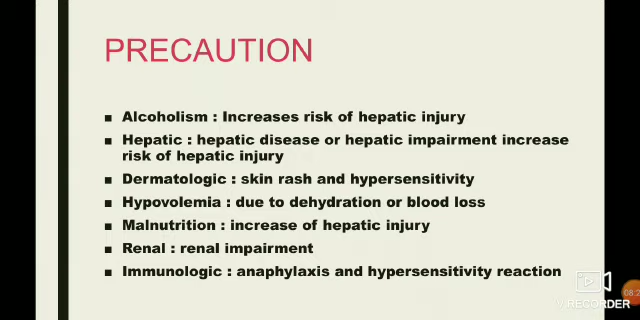 PRECAUTION
■ Alcoholism : Increases risk of hepatic injury
■ Hepatic : hepatic disease or hepatic impairment increase
risk of hepatic injury
■ Dermatologic : skin rash and hypersensitivity
■ Hypovolemia : due to dehydration or blood loss
■ Malnutrition : increase of hepatic injury
■ Renal : renal impairment
■ Immunologic : anaphylaxis and hypersensitivity reaction
RECORDER